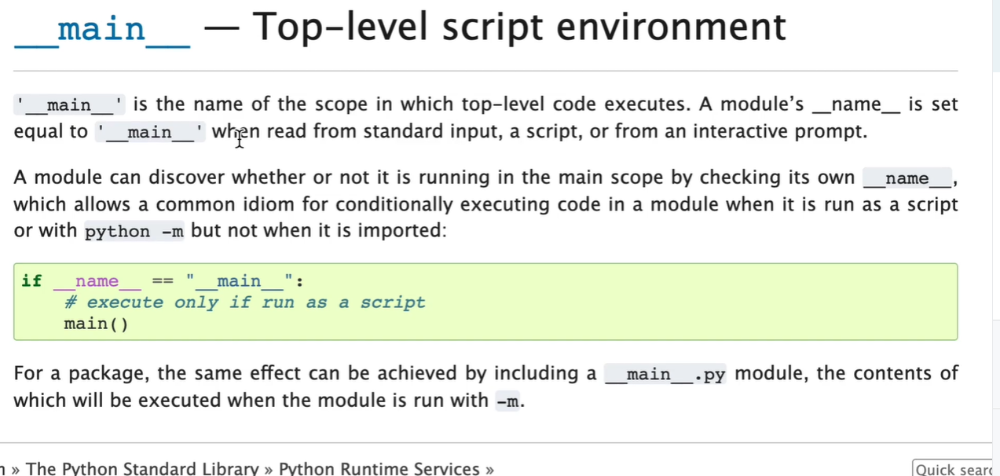 __main__ — Top-level script environment
'__main__' is the name of the scope in which top-level code executes. A module’s __name__ is set
equal to '__main__' when read from standard input, a script, or from an interactive prompt.
A module can discover whether or not it is running in the main scope by checking its own __name__,
which allows a common idiom for conditionally executing code in a module when it is run as a script
or with python -m but not when it is imported:
if __name__ == "__main__":
    # execute only if run as a script
    main()
For a package, the same effect can be achieved by including a __main__.py module, the contents of
which will be executed when the module is run with -m.
» The Python Standard Library » Python Runtime Services »
Quick